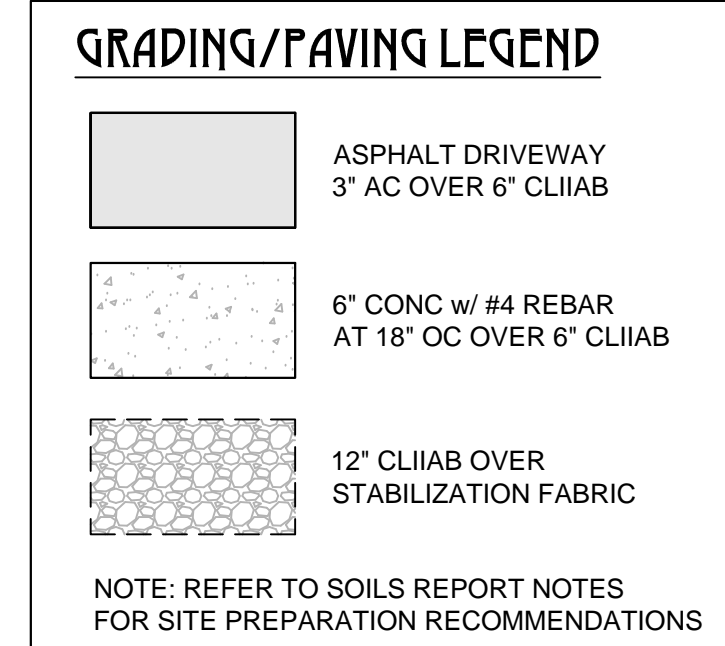 GRADING/PAVING LEGEND
ASPHALT DRIVEWAY
3" AC OVER 6" CLIIAB
6" CONC w/ #4 REBAR
AT 18" OC OVER 6" CLIIAB
12" CLIIAB OVER
STABILIZATION FABRIC
NOTE: REFER TO SOILS REPORT NOTES
FOR SITE PREPARATION RECOMMENDATIONS